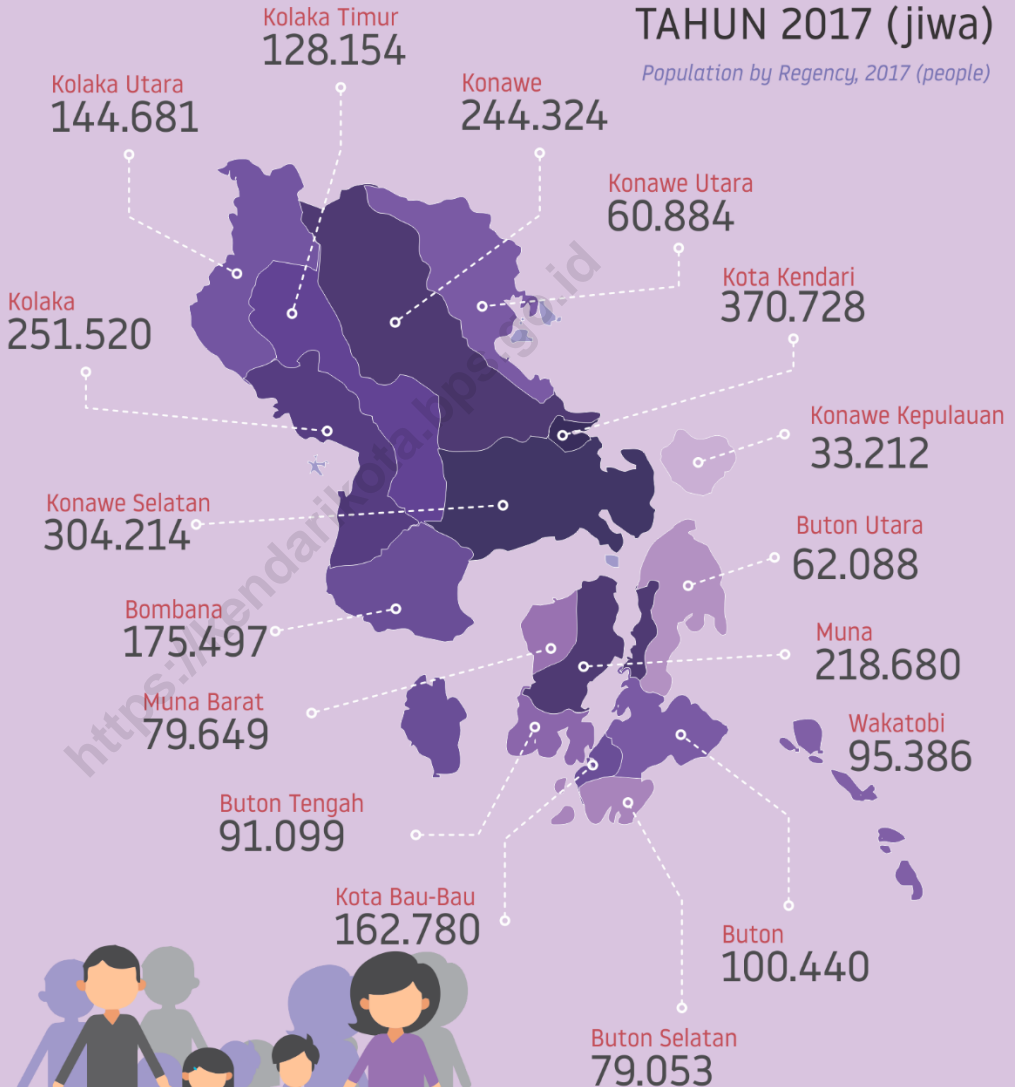 TAHUN 2017 (jiwa)
Population by Regency, 2017 (people)
Kolaka Timur
128.154
Kolaka Utara
144.681
Konawe
244.324
Konawe Utara
60.884
Kota Kendari
370.728
Kolaka
251.520
Konawe Kepulauan
33.212
Konawe Selatan
304.214
Buton Utara
62.088
Bombana
175.497
Muna
218.680
Muna Barat
79.649
Wakatobi
95.386
Buton Tengah
91.099
Kota Bau-Bau
162.780
Buton
100.440
Buton Selatan
79.053
https://kendarikota.bps.go.id